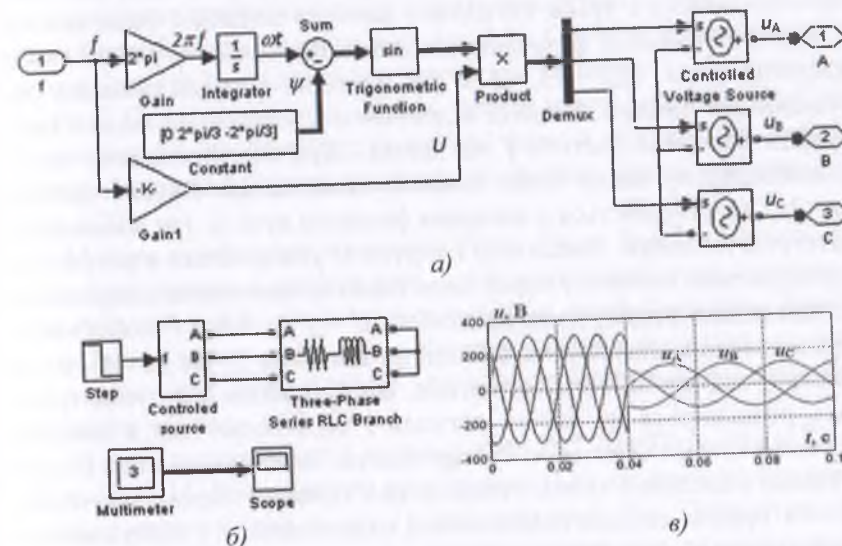 f 2πf ωt Sum u_A
1 2*pi 1/s sin × s - + 1
f Gain Integrator Trigonometric Function Product Controlled Voltage Source A
ψ
[0 2*pi/3 -2*pi/3]
Constant
U
Demux
u_B
s - + 2
B
-K-
Gain1
u_C
s - + 3
C
а)
Step
f A B C
Controled source
A B C A B C
Three-Phase
Series RLC Branch
3
Multimeter
Scope
б)
u, В
400
200
0
-200
-400
u_A u_B u_C
t, с
0 0.02 0.04 0.06 0.08 0.1
в)